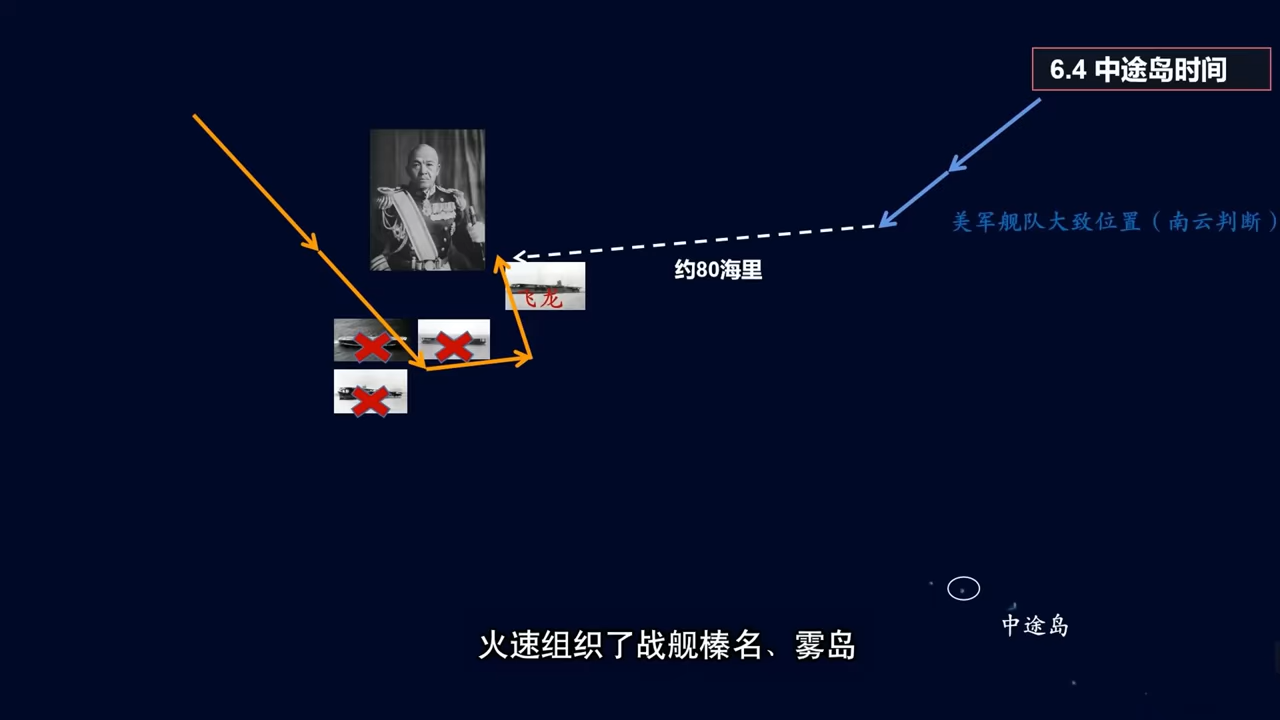 6.4 中途岛时间
美军舰队大致位置（南云判断）
约80海里
飞龙
中途岛
火速组织了战舰榛名、雾岛